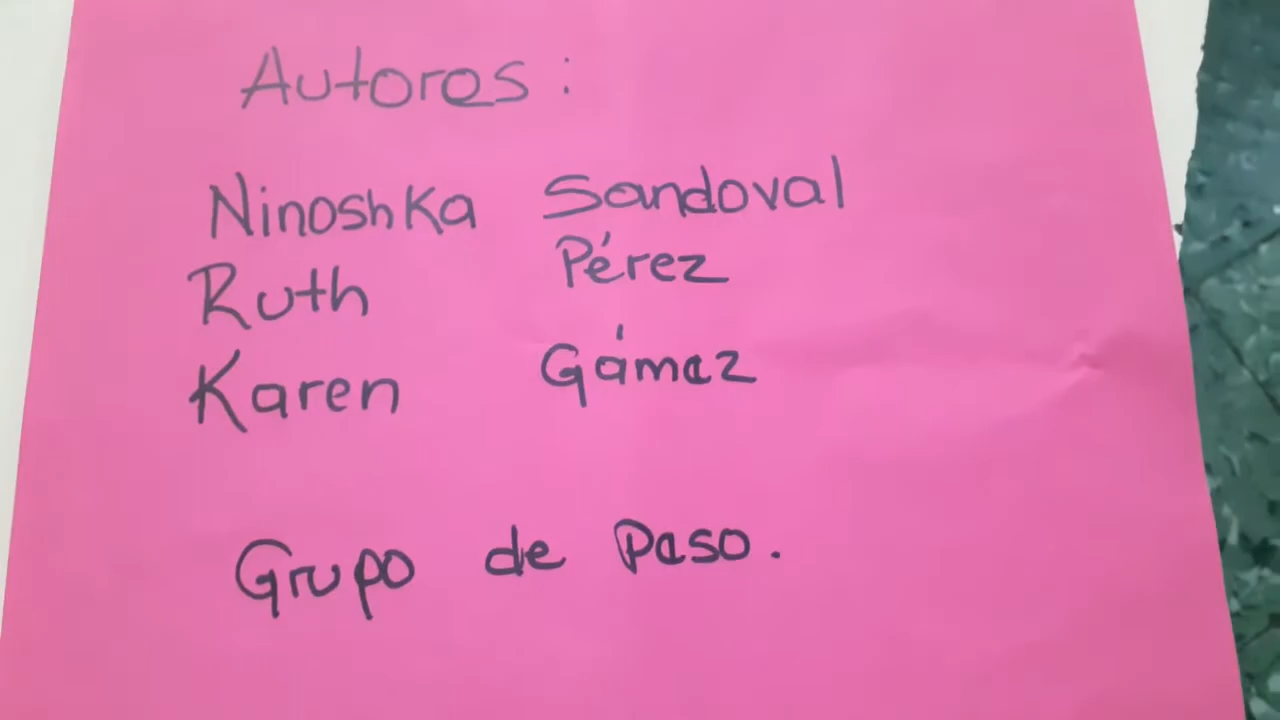 Autores:
Ninoshka Sandoval
Ruth Pérez
Karen Gámez
Grupo de Paso.